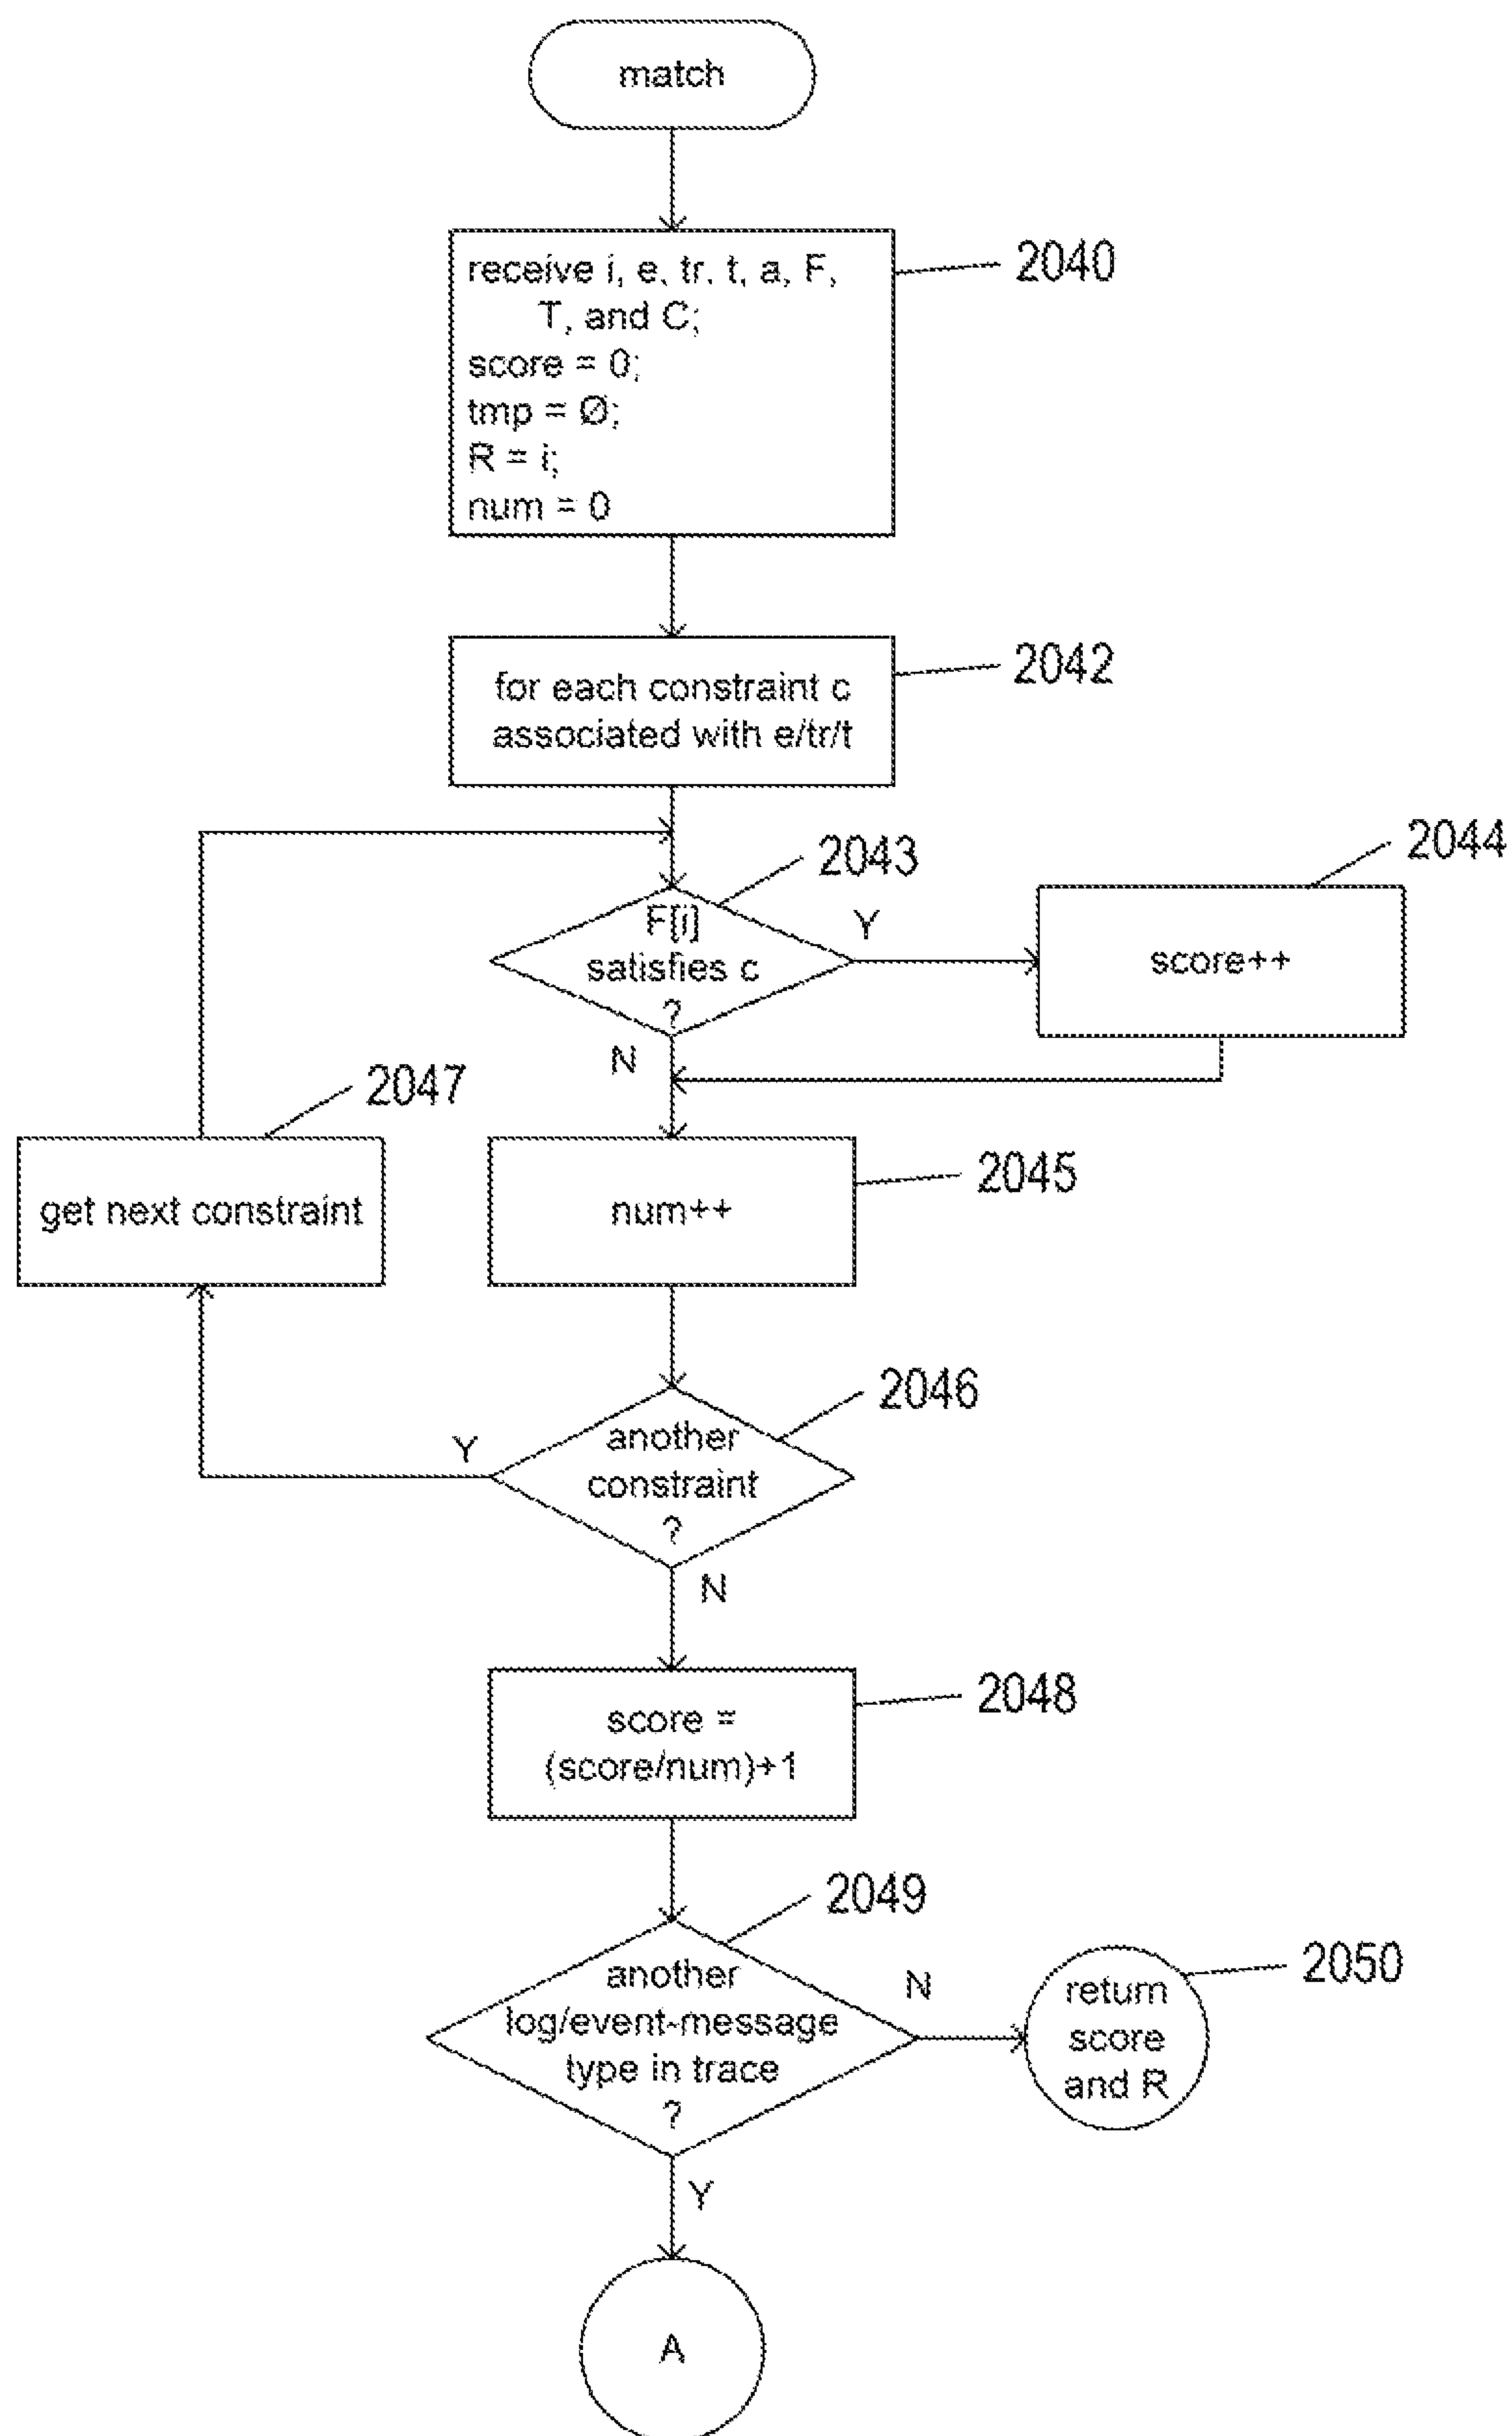 match
receive i, e, tr, t, a, F,
T, and C;
score = 0;
tmp = Ø;
R = i;
num = 0
2040
for each constraint c
associated with e/tr/t
2042
2043
2044
F[i]
satisfies c
?
Y
score++
N
2047
get next constraint
num++
2045
2046
another
constraint
?
Y
N
score =
(score/num)+1
2048
2049
another
log/event-message
type in trace
?
N
return
score
and R
2050
Y
A